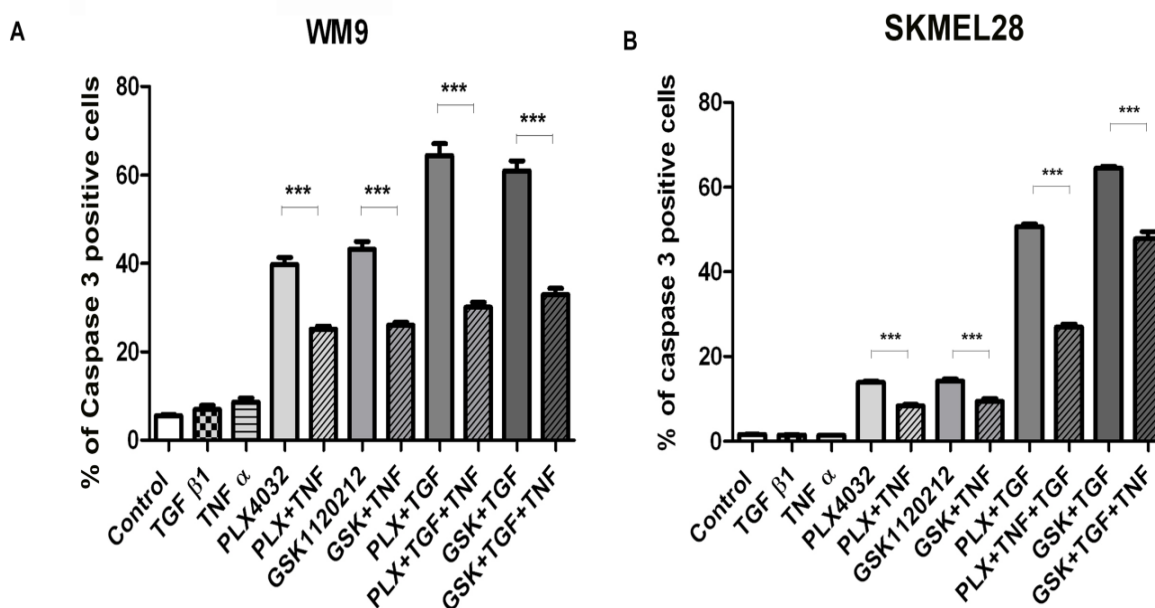 A
WM9
% of Caspase 3 positive cells
80
60
40
20
0
***
***
***
***
Control
TGF β1
TNF α
PLX4032
PLX+TNF
GSK1120212
GSK+TNF
PLX+TGF
PLX+TGF+TNF
GSK+TGF
GSK+TGF+TNF
B
SKMEL28
% of caspase 3 positive cells
80
60
40
20
0
***
***
***
***
Control
TGF β1
TNF α
PLX4032
PLX+TNF
GSK1120212
GSK+TNF
PLX+TGF
PLX+TNF+TGF
GSK+TGF
GSK+TGF+TNF